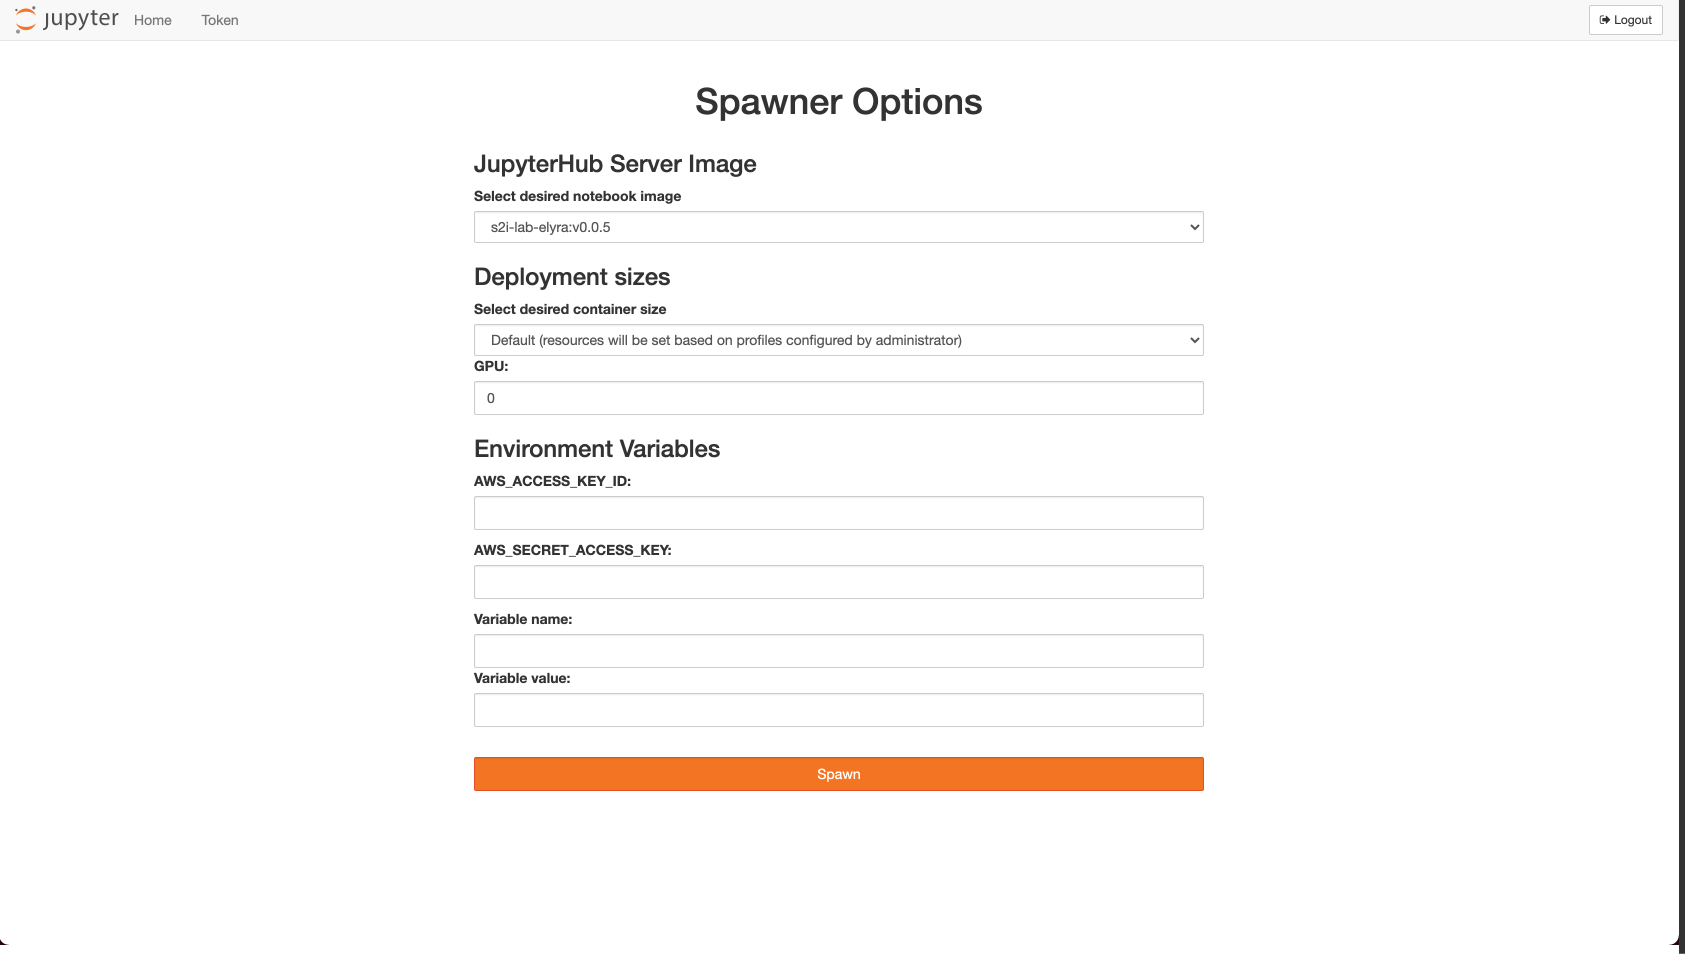 jupyter Home Token Logout
Spawner Options
JupyterHub Server Image
Select desired notebook image
s2i-lab-elyra:v0.0.5
Deployment sizes
Select desired container size
Default (resources will be set based on profiles configured by administrator)
GPU:
0
Environment Variables
AWS_ACCESS_KEY_ID:
AWS_SECRET_ACCESS_KEY:
Variable name:
Variable value:
Spawn